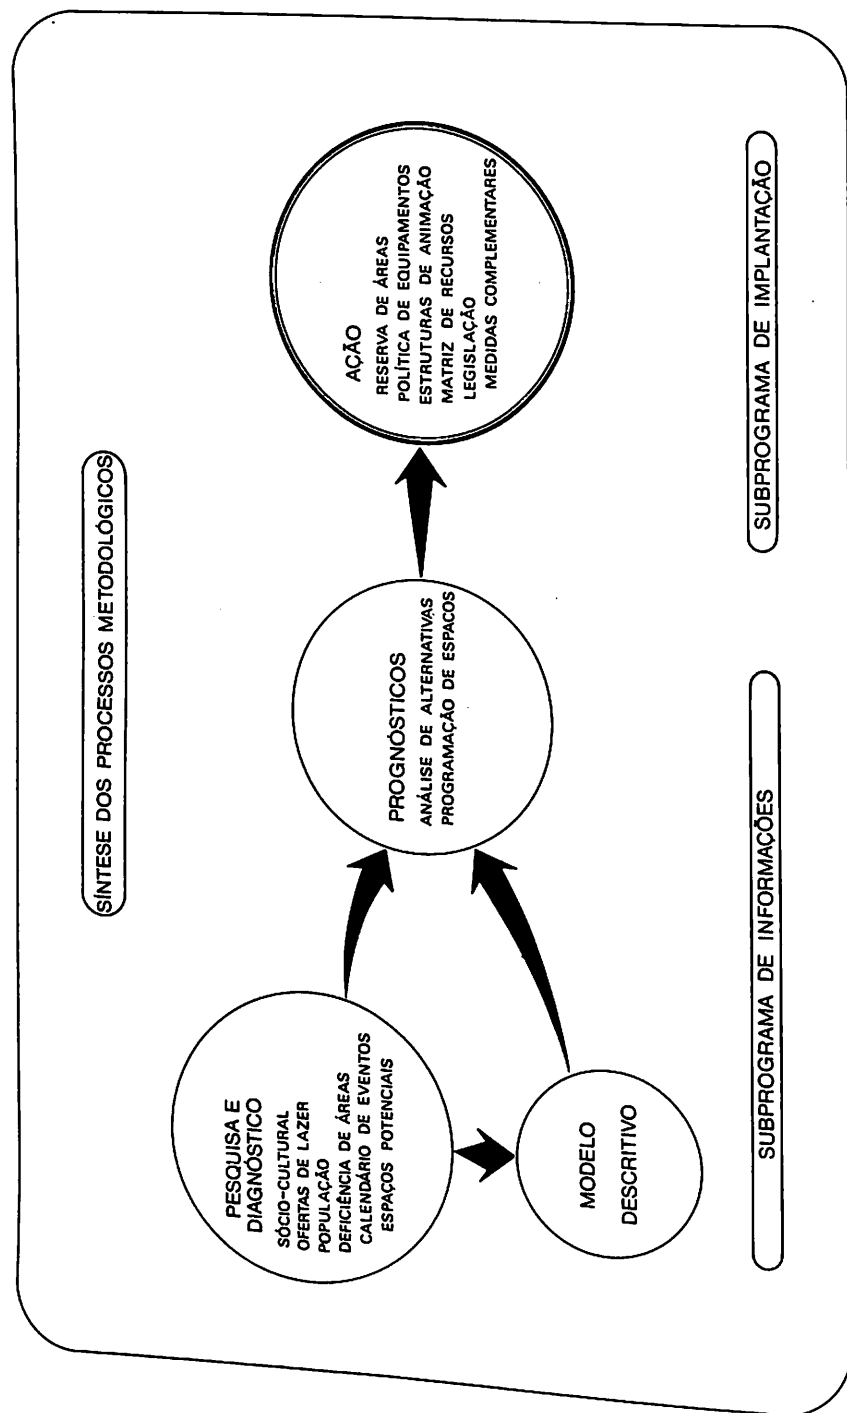 SÍNTESE DOS PROCESSOS METODOLÓGICOS
PESQUISA E
DIAGNÓSTICO
SÓCIO-CULTURAL
OFERTAS DE LAZER
POPULAÇÃO
DEFICIÊNCIA DE ÁREAS
CALENDÁRIO DE EVENTOS
ESPAÇOS POTENCIAIS
MODELO
DESCRITIVO
PROGNÓSTICOS
ANÁLISE DE ALTERNATIVAS
PROGRAMAÇÃO DE ESPACOS
AÇÃO
RESERVA DE ÁREAS
POLÍTICA DE EQUIPAMENTOS
ESTRUTURAS DE ANIMAÇÃO
MATRIZ DE RECURSOS
LEGISLAÇÃO
MEDIDAS COMPLEMENTARES
SUBPROGRAMA DE INFORMAÇÕES
SUBPROGRAMA DE IMPLANTAÇÃO